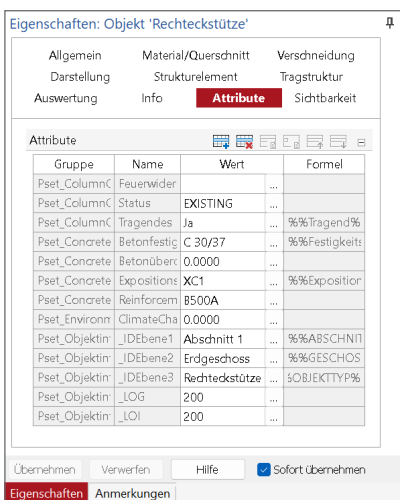 Eigenschaften: Objekt 'Rechteckstütze'
Allgemein Material/Querschnitt Verschneidung
Darstellung Strukturelement Tragstruktur
Auswertung Info Attribute Sichtbarkeit
Attribute
Gruppe Name Wert Formel
Pset_ColumnC Feuerwider ...
Pset_ColumnC Status EXISTING ...
Pset_ColumnC Tragendes Ja ... %%Tragend%
Pset_Concrete Betonfestig C 30/37 ... %%Festigkeits
Pset_Concrete Betonüberc 0.0000 ...
Pset_Concrete Expositions XC1 ... %%Exposition
Pset_Concrete Reinforcem B500A ...
Pset_Environm ClimateCha 0.0000 ...
Pset_Objektin _IDEbene1 Abschnitt 1 ... %%ABSCHNIT
Pset_Objektin _IDEbene2 Erdgeschoss ... %%GESCHOS
Pset_Objektin _IDEbene3 Rechteckstütze ... %OBJEKTTYP%
Pset_Objektin _LOG 200 ...
Pset_Objektin _LOI 200 ...
Übernehmen Verwerfen Hilfe Sofort übernehmen
Eigenschaften Anmerkungen